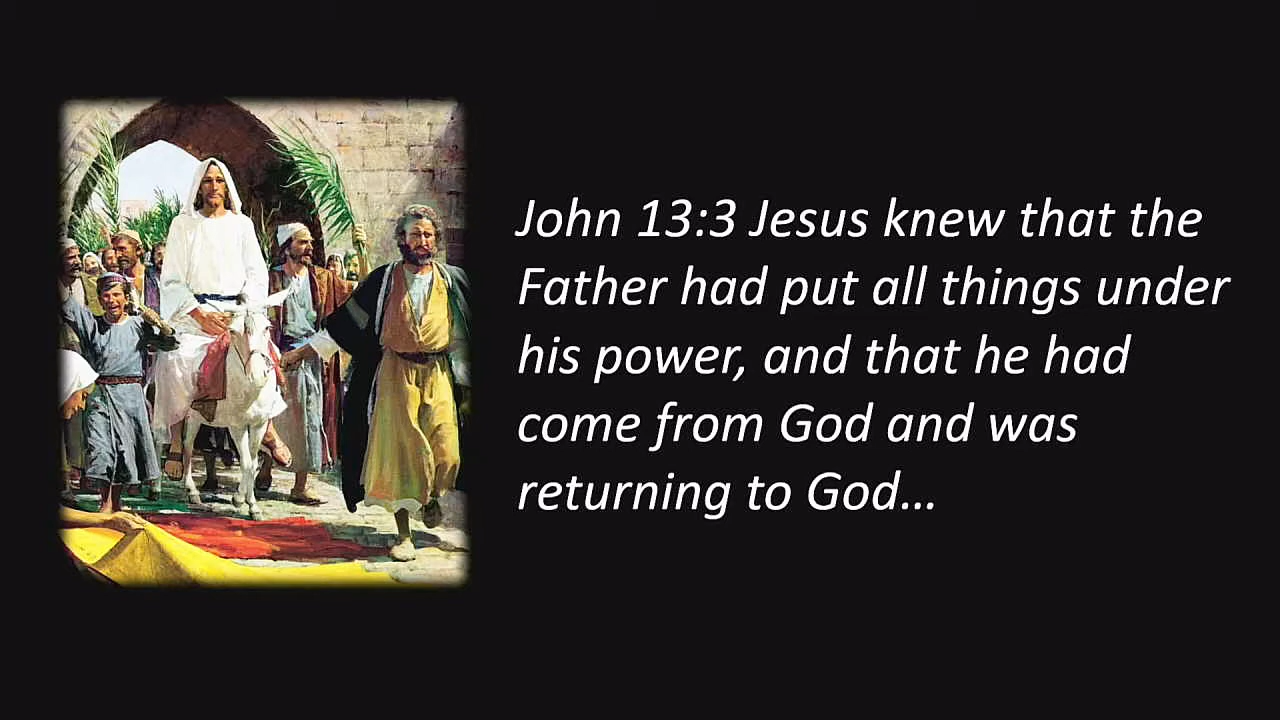 John 13:3 Jesus knew that the
Father had put all things under
his power, and that he had
come from God and was
returning to God…